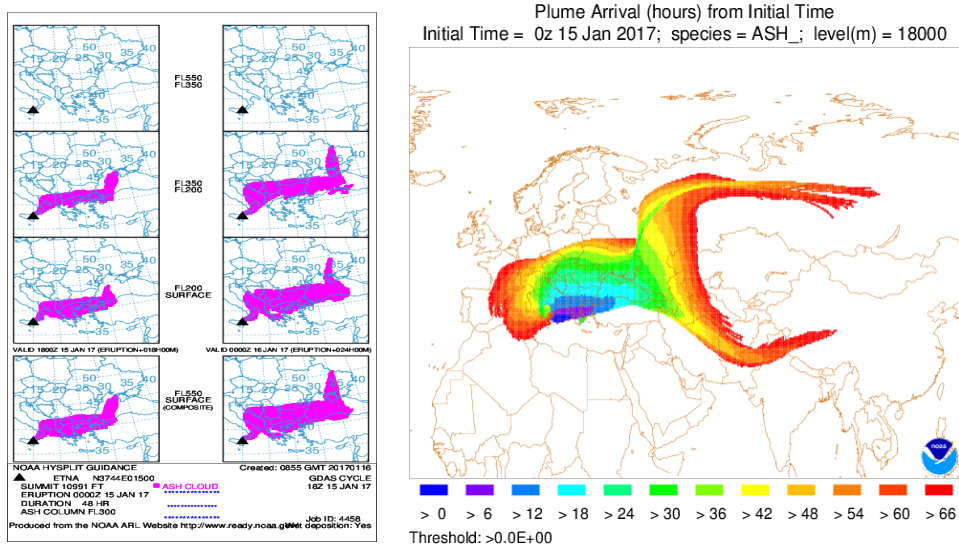 Plume Arrival (hours) from Initial Time
Initial Time = 0z 15 Jan 2017; species = ASH_; level(m) = 18000
FL550
FL350
FL350
FL200
FL200
SURFACE
VALID 1800Z 15 JAN 17 (ERUPTION+018H00M)
VALID 0000Z 16 JAN 17 (ERUPTION+024H00M)
FL550
SURFACE
(COMPOSITE)
NOAA HYSPLIT GUIDANCE
Created: 0855 GMT 20170116
ETNA N3744E01500
GDAS CYCLE
SUMMIT 10991 FT
ASH CLOUD
18Z 15 JAN 17
ERUPTION 0000Z 15 JAN 17
****************
DURATION 48 HR
****************
ASH COLUMN FL300
****************
Job ID: 4458
Produced from the NOAA ARL Website http://www.ready.noaa.gov
Wet deposition: Yes
noaa
> 0 > 6 > 12 > 18 > 24 > 30 > 36 > 42 > 48 > 54 > 60 > 66
Threshold: >0.0E+00